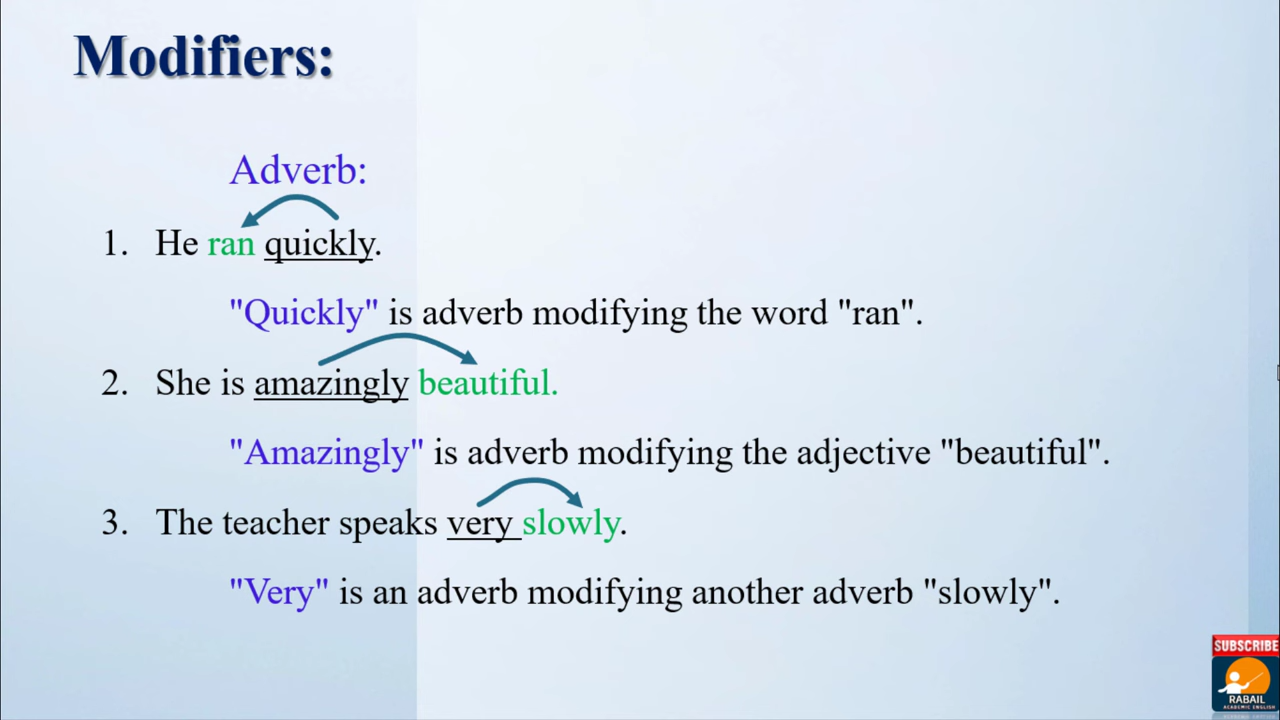 Modifiers:
Adverb:
1. He ran quickly.
"Quickly" is adverb modifying the word "ran".
2. She is amazingly beautiful.
"Amazingly" is adverb modifying the adjective "beautiful".
3. The teacher speaks very slowly.
"Very" is an adverb modifying another adverb "slowly".
SUBSCRIBE
RABAIL
ACADEMIC ENGLISH